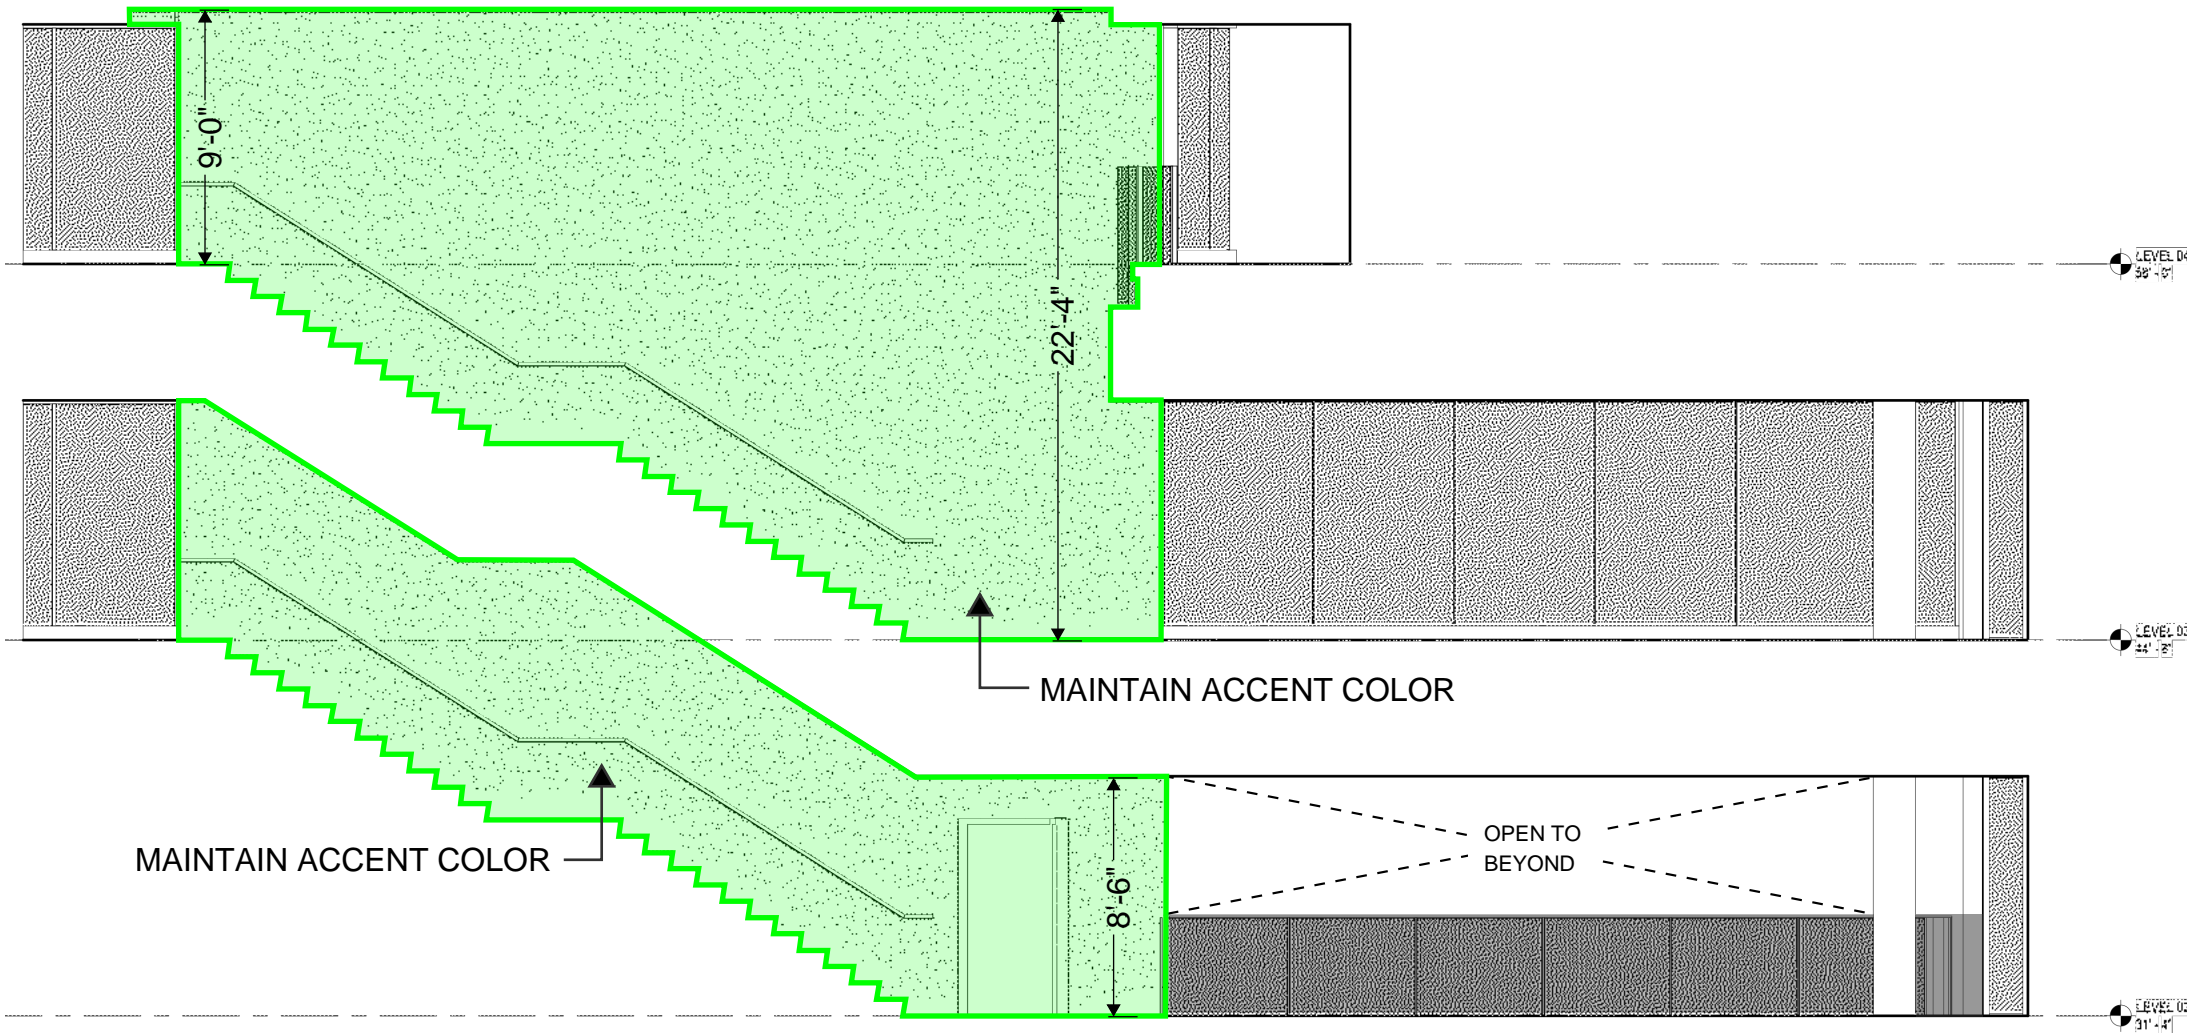 9'-0"
22'-4"
LEVEL 04
MAINTAIN ACCENT COLOR
LEVEL 03
MAINTAIN ACCENT COLOR
8'-6"
OPEN TO
BEYOND